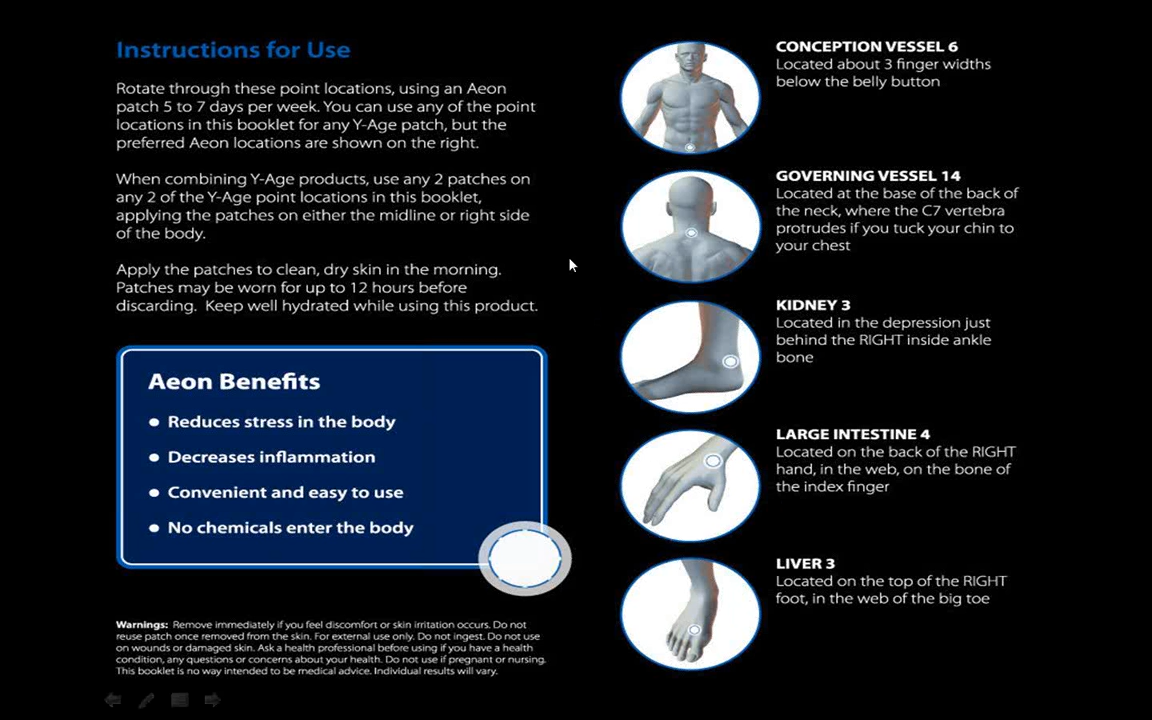 Instructions for Use
Rotate through these point locations, using an Aeon
patch 5 to 7 days per week. You can use any of the point
locations in this booklet for any Y-Age patch, but the
preferred Aeon locations are shown on the right.
When combining Y-Age products, use any 2 patches on
any 2 of the Y-Age point locations in this booklet,
applying the patches on either the midline or right side
of the body.
Apply the patches to clean, dry skin in the morning.
Patches may be worn for up to 12 hours before
discarding. Keep well hydrated while using this product.
Aeon Benefits
● Reduces stress in the body
● Decreases inflammation
● Convenient and easy to use
● No chemicals enter the body
Warnings: Remove immediately if you feel discomfort or skin irritation occurs. Do not
reuse patch once removed from the skin. For external use only. Do not ingest. Do not use
on wounds or damaged skin. Ask a health professional before using if you have a health
condition, any questions or concerns about your health. Do not use if pregnant or nursing.
This booklet is no way intended to be medical advice. Individual results will vary.
CONCEPTION VESSEL 6
Located about 3 finger widths
below the belly button
GOVERNING VESSEL 14
Located at the base of the back of
the neck, where the C7 vertebra
protrudes if you tuck your chin to
your chest
KIDNEY 3
Located in the depression just
behind the RIGHT inside ankle
bone
LARGE INTESTINE 4
Located on the back of the RIGHT
hand, in the web, on the bone of
the index finger
LIVER 3
Located on the top of the RIGHT
foot, in the web of the big toe